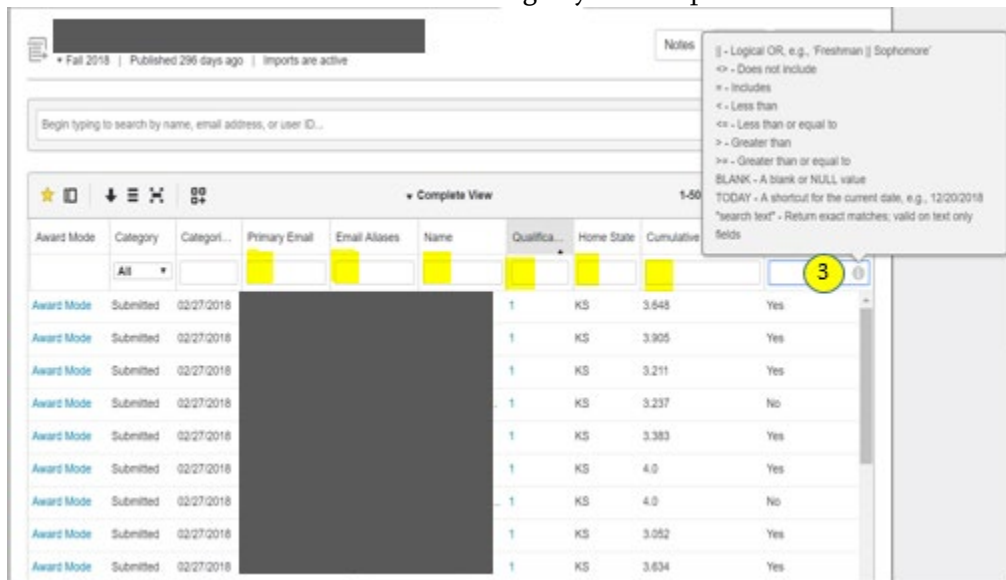 Notes
▾ Fall 2018 | Published 296 days ago | Imports are active
|| - Logical OR, e.g., 'Freshman || Sophomore'
<> - Does not include
= - Includes
< - Less than
<= - Less than or equal to
> - Greater than
>= - Greater than or equal to
BLANK - A blank or NULL value
TODAY - A shortcut for the current date, e.g., 12/20/2018
"search text" - Return exact matches; valid on text only
fields
Begin typing to search by name, email address, or user ID...
▾ Complete View 1-50
Award Mode Category Categori... Primary Email Email Aliases Name Qualifica... Home State Cumulative
All 3
Award Mode Submitted 02/27/2018 1 KS 3.648 Yes
Award Mode Submitted 02/27/2018 1 KS 3.905 Yes
Award Mode Submitted 02/27/2018 1 KS 3.211 Yes
Award Mode Submitted 02/27/2018 1 KS 3.237 No
Award Mode Submitted 02/27/2018 1 KS 3.383 Yes
Award Mode Submitted 02/27/2018 1 KS 4.0 Yes
Award Mode Submitted 02/27/2018 1 KS 4.0 No
Award Mode Submitted 02/27/2018 1 KS 3.052 Yes
Award Mode Submitted 02/27/2018 1 KS 3.634 Yes